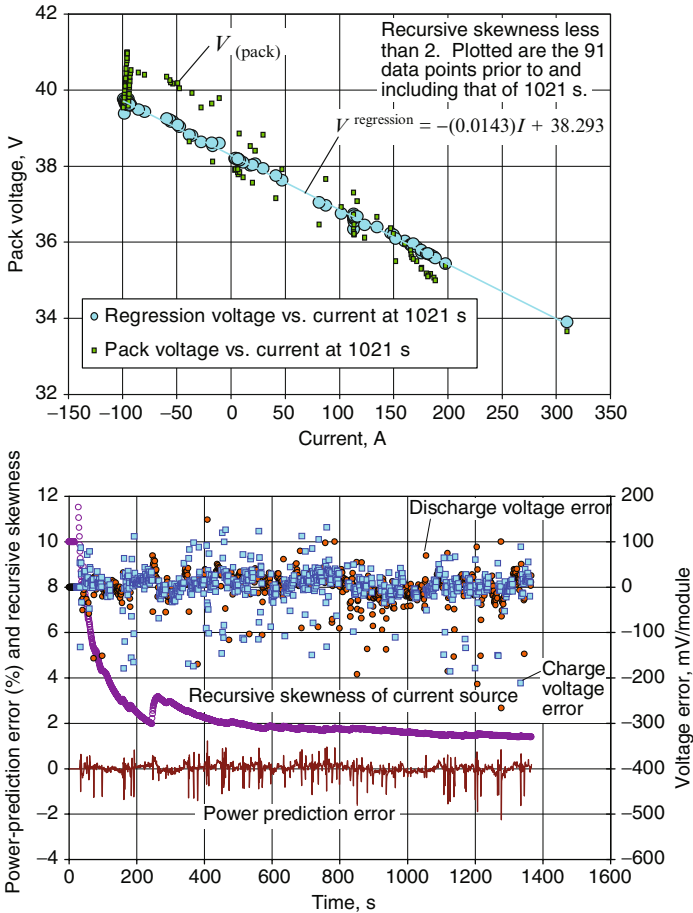 Recursive skewness less
than 2. Plotted are the 91
data points prior to and
including that of 1021 s.
V (pack)
V regression = −(0.0143)I + 38.293
Pack voltage, V
42
40
38
36
34
32
Regression voltage vs. current at 1021 s
Pack voltage vs. current at 1021 s
−150 −100 −50 0 50 100 150 200 250 300 350
Current, A
Power-prediction error (%) and recursive skewness
12
10
8
6
4
2
0
−2
−4
Discharge voltage error
Charge
voltage
error
Recursive skewness of current source
Power prediction error
200
100
0
−100
−200
−300
−400
−500
−600
Voltage error, mV/module
0 200 400 600 800 1000 1200 1400 1600
Time, s